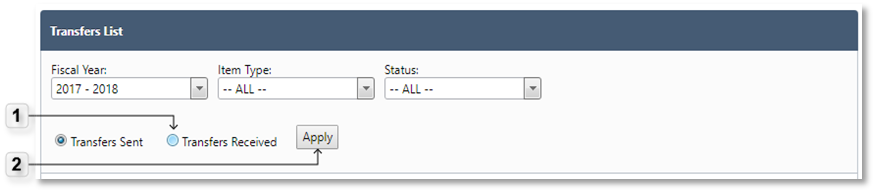 Transfers List
Fiscal Year: Item Type: Status:
2017 - 2018 -- ALL -- -- ALL --
1
Transfers Sent Transfers Received Apply
2